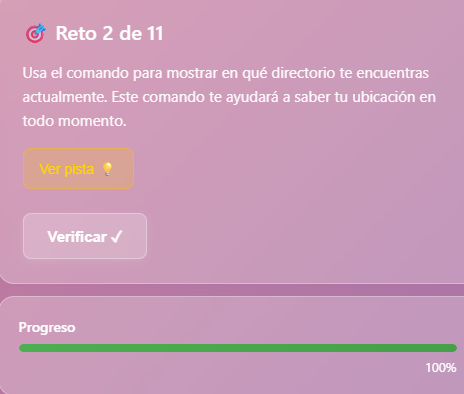 🎯 Reto 2 de 11
Usa el comando para mostrar en qué directorio te encuentras
actualmente. Este comando te ayudará a saber tu ubicación en
todo momento.
Ver pista 💡
Verificar ✓
Progreso
100%